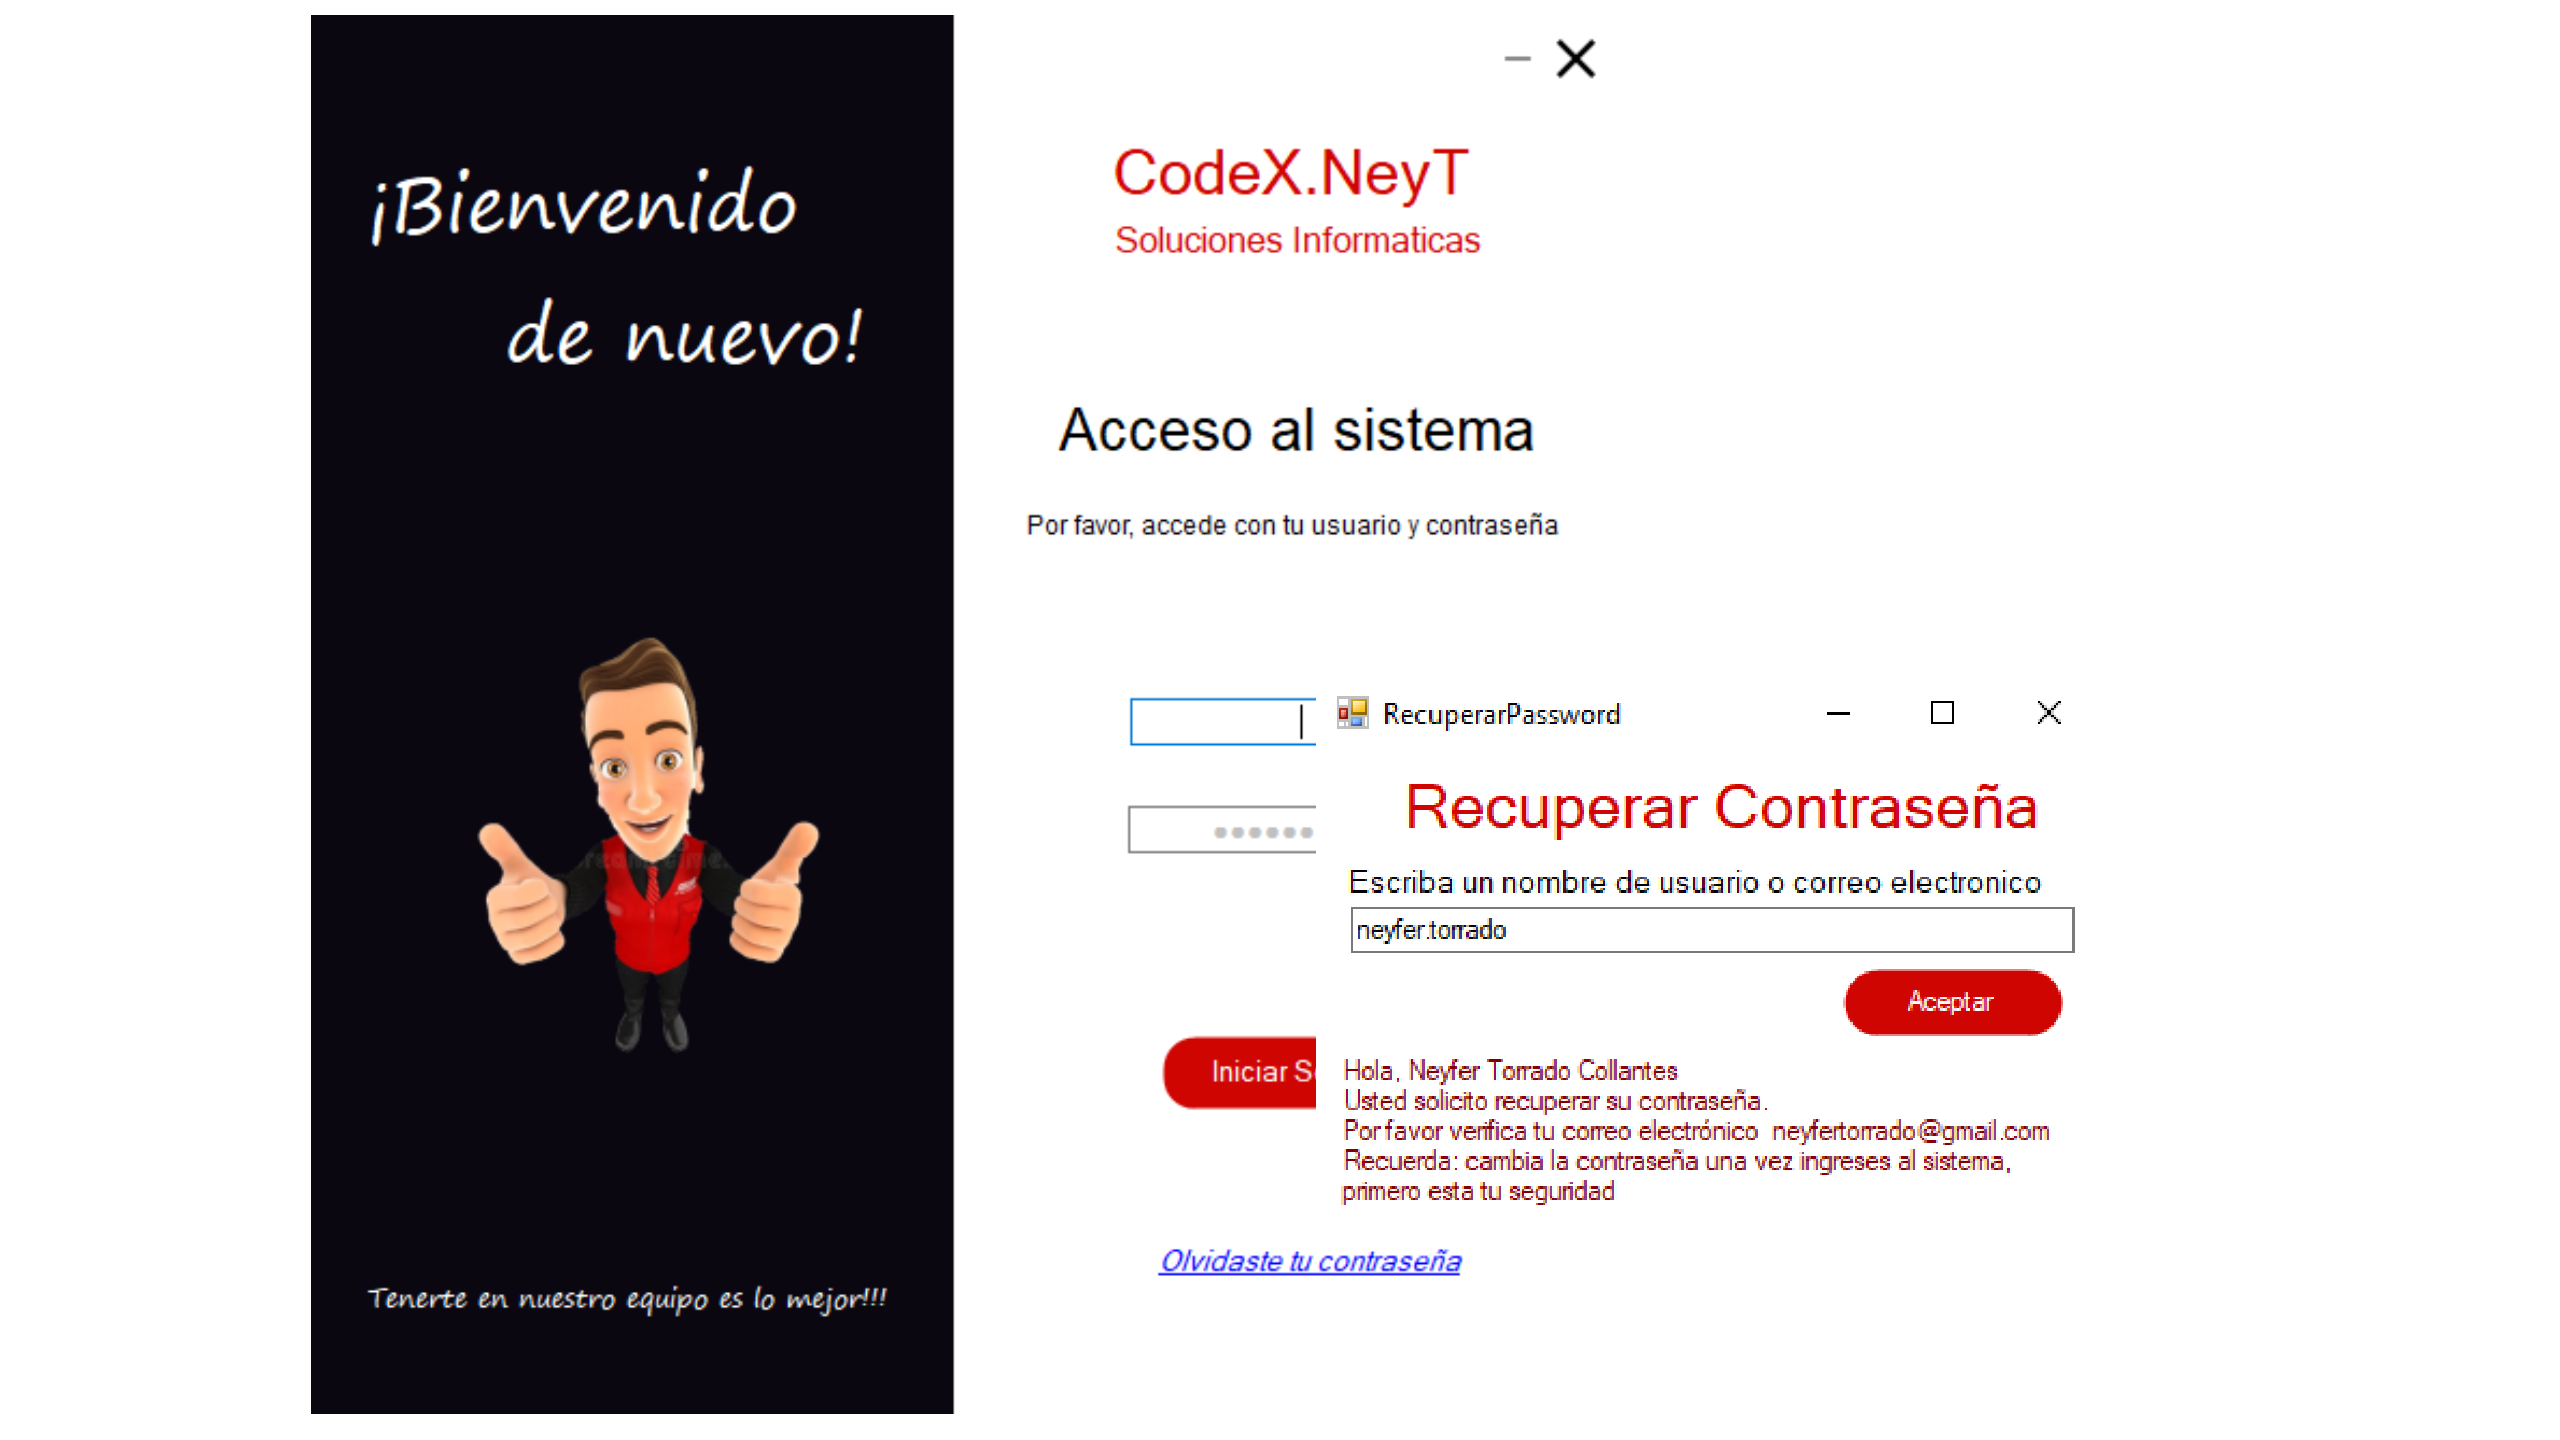 ¡Bienvenido
de nuevo!
Tenerte en nuestro equipo es lo mejor!!!
CodeX.NeyT
Soluciones Informaticas
Acceso al sistema
Por favor, accede con tu usuario y contraseña
Iniciar S
Olvidaste tu contraseña
RecuperarPassword
Recuperar Contraseña
Escriba un nombre de usuario o correo electronico
neyfer.torrado
Aceptar
Hola, Neyfer Torrado Collantes
Usted solicito recuperar su contraseña.
Por favor verifica tu correo electrónico neyfertorrado@gmail.com
Recuerda: cambia la contraseña una vez ingreses al sistema,
primero esta tu seguridad